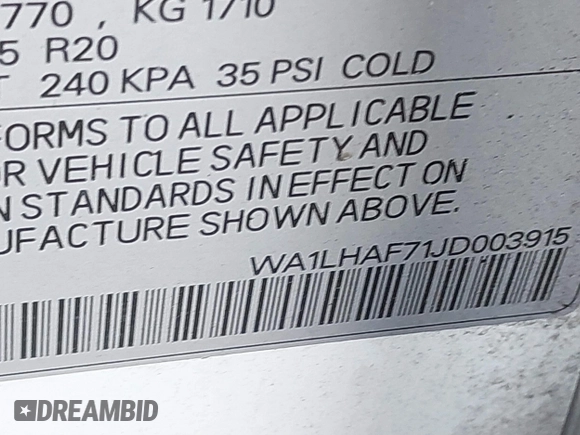 770 , KG 1710
5 R20
240 KPA 35 PSI COLD
FORMS TO ALL APPLICABLE
OR VEHICLE SAFETY AND
N STANDARDS IN EFFECT ON
UFACTURE SHOWN ABOVE.
WA1LHAF71JD003915
DREAMBID